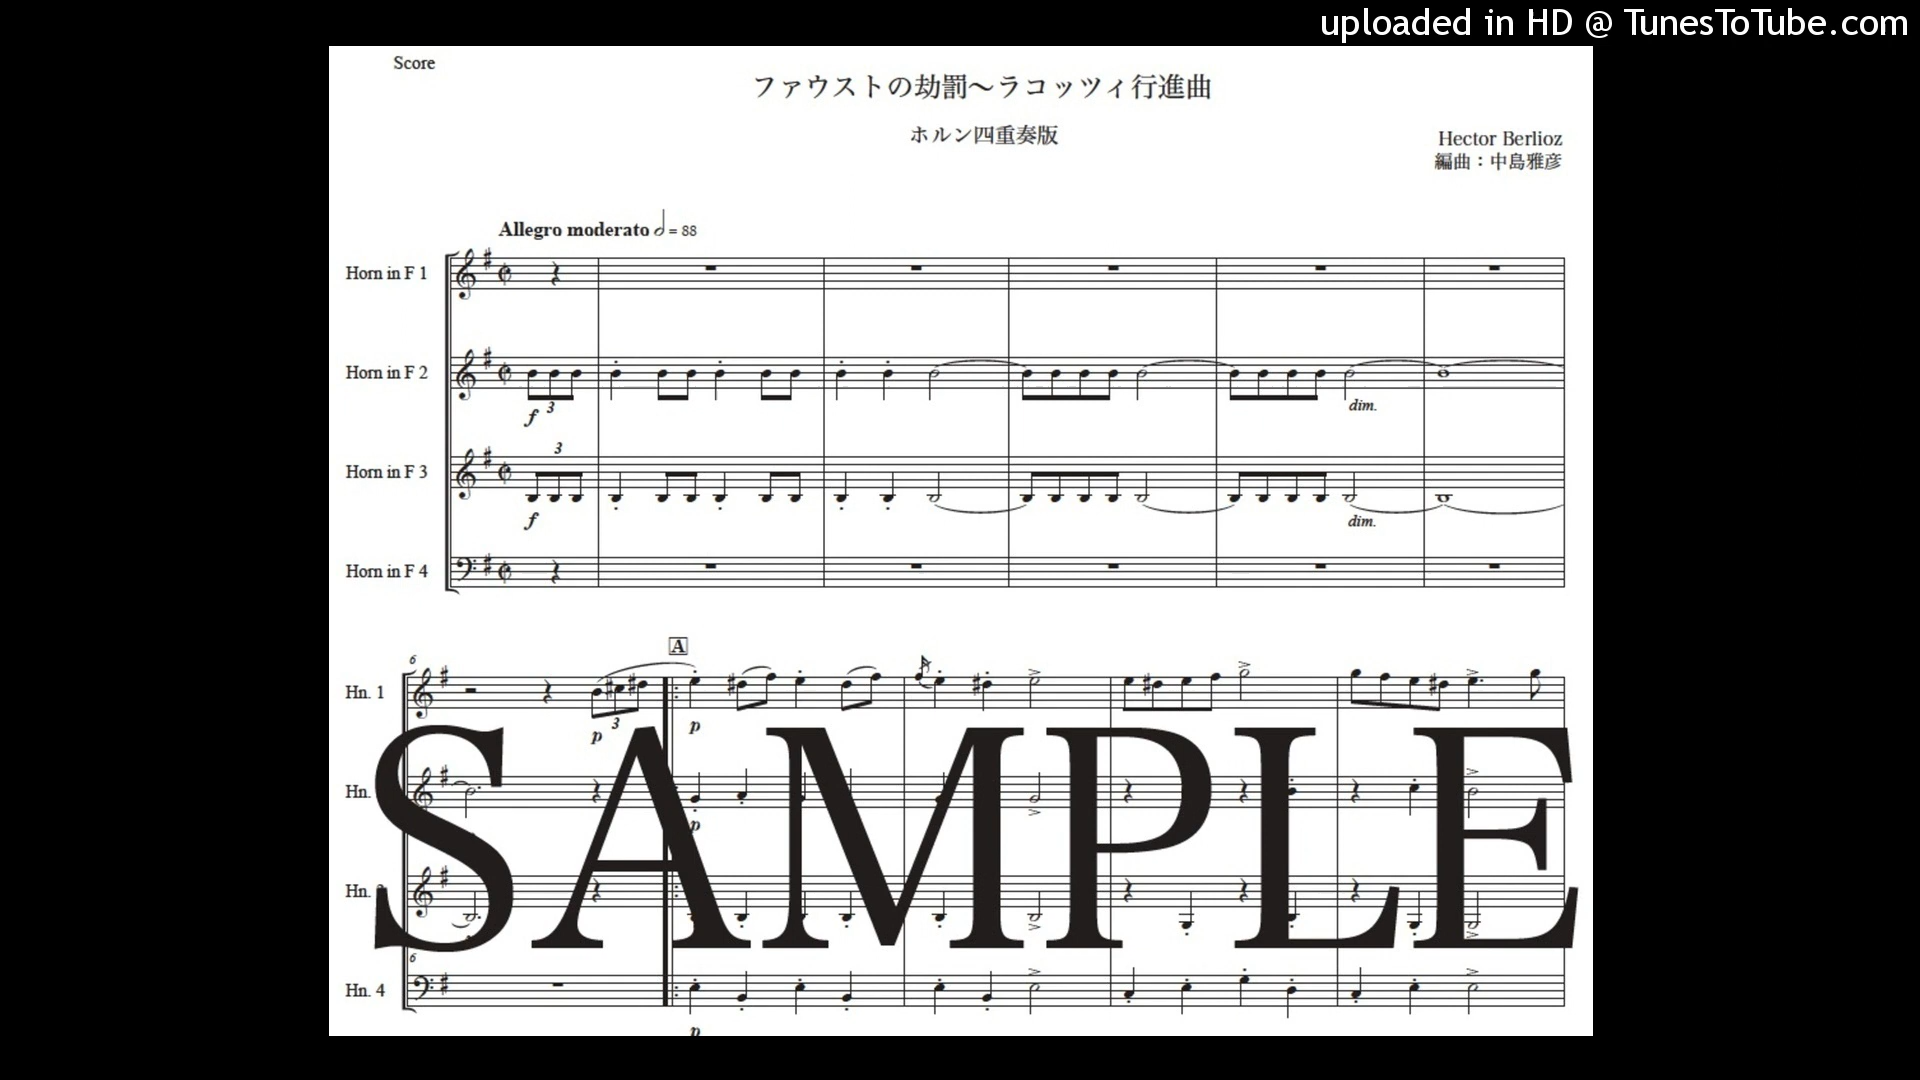 uploaded in HD @ TunesToTube.com
Score
ファウストの劫罰～ラコッツィ行進曲
ホルン四重奏版
Hector Berlioz
編曲：中島雅彦
Allegro moderato = 88
Horn in F 1
Horn in F 2
3
f
dim.
3
Horn in F 3
f
dim.
Horn in F 4
A
6
Hn. 1
3
p
p
Hn.
p
Hn.
SAMPLE
6
Hn. 4
p